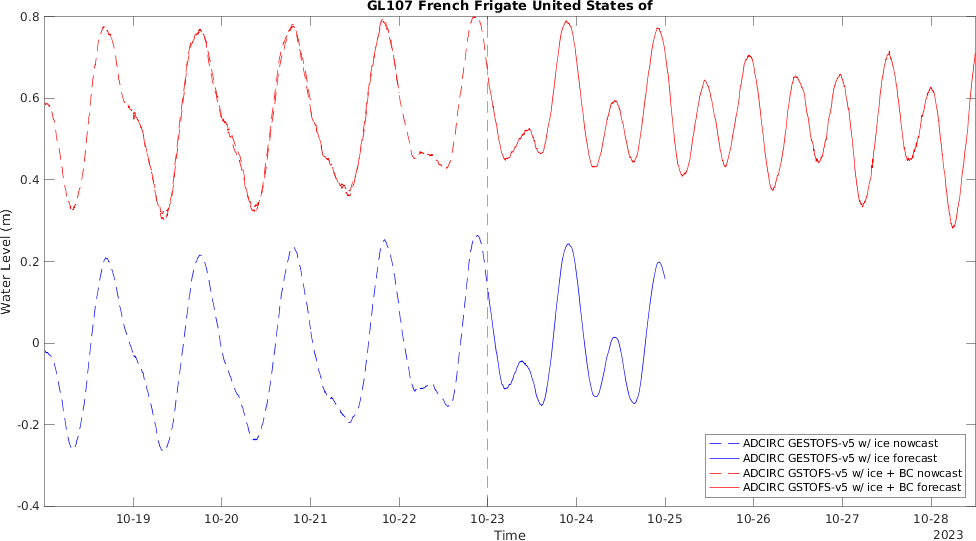 GL107 French Frigate United States of
Water Level (m)
0.8
0.6
0.4
0.2
0
-0.2
-0.4
10-19
10-20
10-21
10-22
10-23
10-24
10-25
10-26
10-27
10-28
Time
2023
ADCIRC GESTOFS-v5 w/ ice nowcast
ADCIRC GESTOFS-v5 w/ ice forecast
ADCIRC GSTOFS-v5 w/ ice + BC nowcast
ADCIRC GSTOFS-v5 w/ ice + BC forecast